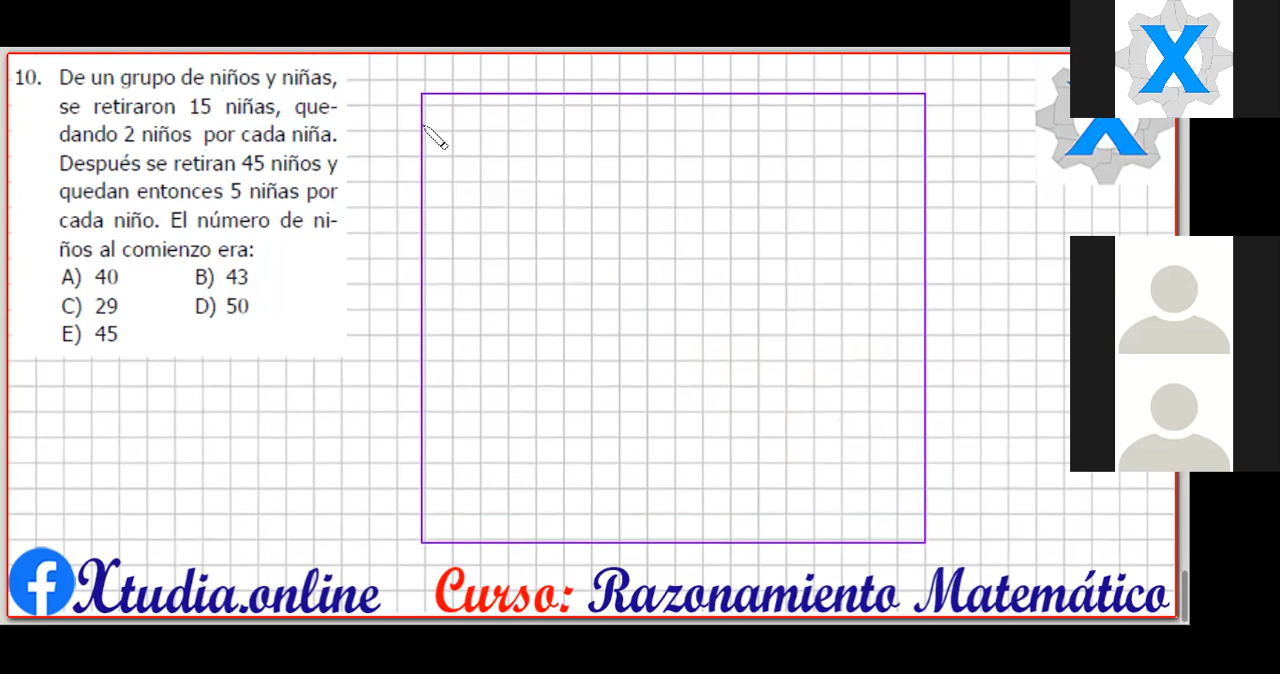 10. De un grupo de niños y niñas,
se retiraron 15 niñas, que-
dando 2 niños por cada niña.
Después se retiran 45 niños y
quedan entonces 5 niñas por
cada niño. El número de ni-
ños al comienzo era:
A) 40 B) 43
C) 29 D) 50
E) 45
Xtudia.online Curso: Razonamiento Matemático